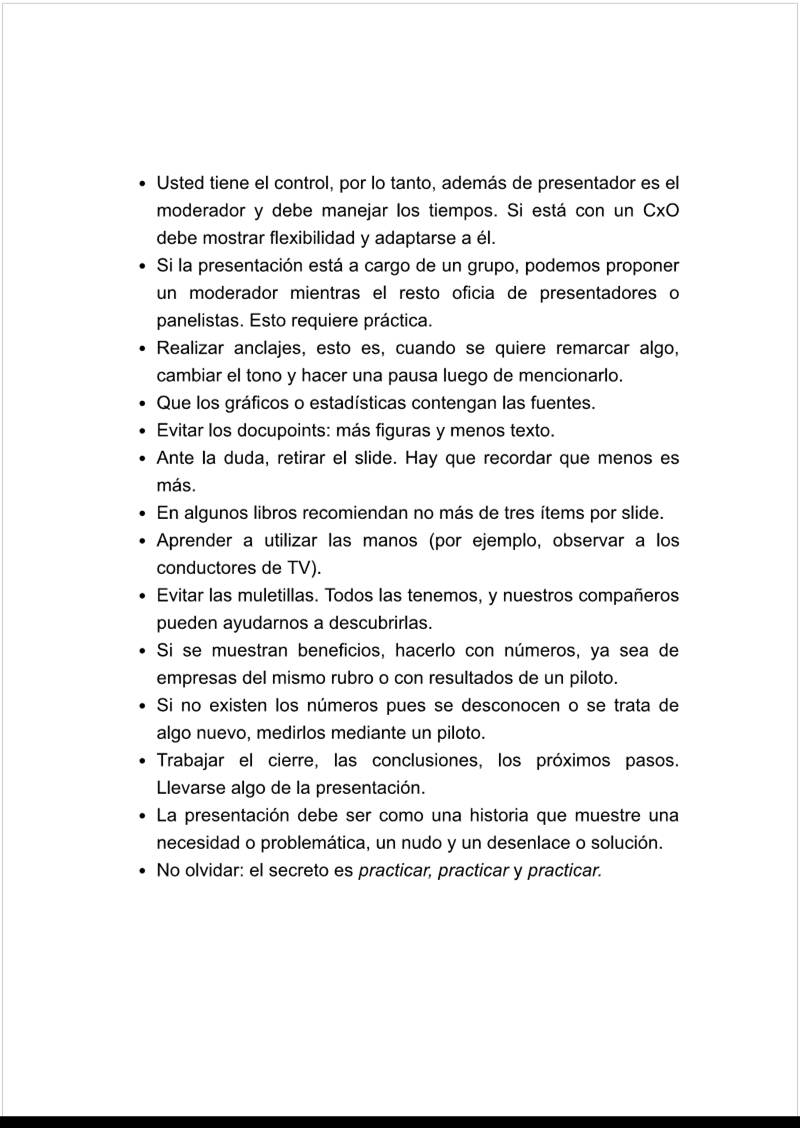 • Usted tiene el control, por lo tanto, además de presentador es el
moderador y debe manejar los tiempos. Si está con un CxO
debe mostrar flexibilidad y adaptarse a él.
• Si la presentación está a cargo de un grupo, podemos proponer
un moderador mientras el resto oficia de presentadores o
panelistas. Esto requiere práctica.
• Realizar anclajes, esto es, cuando se quiere remarcar algo,
cambiar el tono y hacer una pausa luego de mencionarlo.
• Que los gráficos o estadísticas contengan las fuentes.
• Evitar los docupoints: más figuras y menos texto.
• Ante la duda, retirar el slide. Hay que recordar que menos es
más.
• En algunos libros recomiendan no más de tres ítems por slide.
• Aprender a utilizar las manos (por ejemplo, observar a los
conductores de TV).
• Evitar las muletillas. Todos las tenemos, y nuestros compañeros
pueden ayudarnos a descubrirlas.
• Si se muestran beneficios, hacerlo con números, ya sea de
empresas del mismo rubro o con resultados de un piloto.
• Si no existen los números pues se desconocen o se trata de
algo nuevo, medirlos mediante un piloto.
• Trabajar el cierre, las conclusiones, los próximos pasos.
Llevarse algo de la presentación.
• La presentación debe ser como una historia que muestre una
necesidad o problemática, un nudo y un desenlace o solución.
• No olvidar: el secreto es practicar, practicar y practicar.